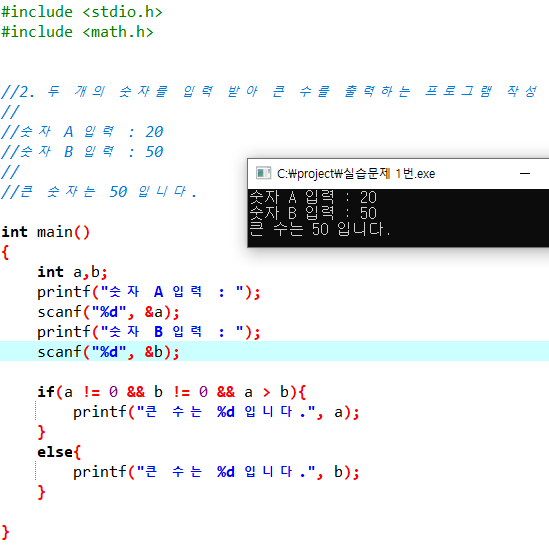 #include <stdio.h>
#include <math.h>
//2. 두 개의 숫자를 입력 받아 큰 수를 출력하는 프로그램 작성
//
//숫자 A 입력 : 20
//숫자 B 입력 : 50
//
//큰 숫자는 50 입니다.
C:₩project₩실습문제 1번.exe
숫자 A 입력 : 20
숫자 B 입력 : 50
큰 수는 50 입니다.
int main()
{
int a,b;
printf("숫자 A 입력 : ");
scanf("%d", &a);
printf("숫자 B 입력 : ");
scanf("%d", &b);
if(a != 0 && b != 0 && a > b){
printf("큰 수는 %d 입니다.", a);
}
else{
printf("큰 수는 %d 입니다.", b);
}
}